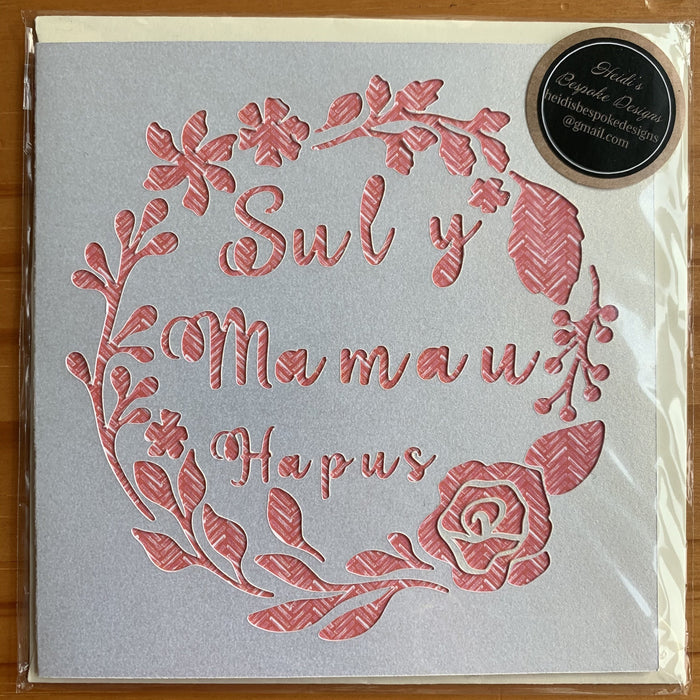 Heidi's
Bespoke Designs
heidisbespokedesigns
@gmail.com
Sul y
Mamau
Hapus